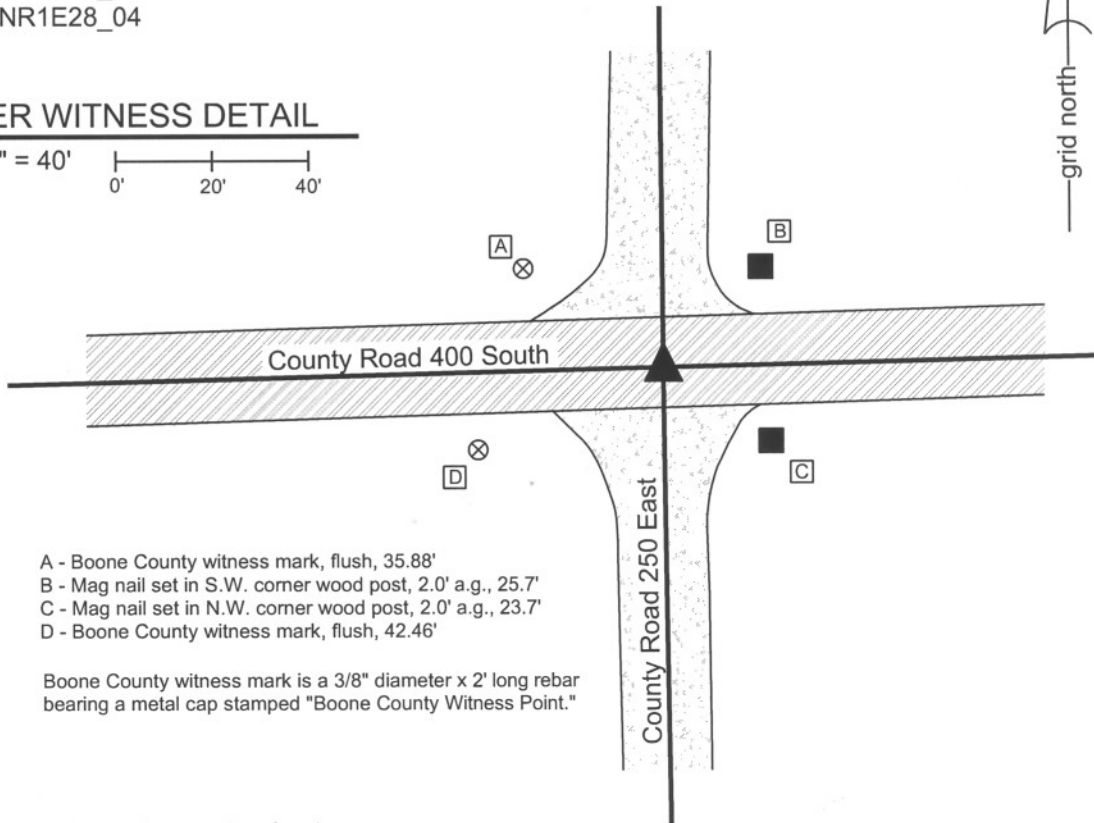 NR1E28_04
ER WITNESS DETAIL
" = 40'
0' 20' 40'
grid north
A
B
County Road 400 South
D
C
County Road 250 East
A - Boone County witness mark, flush, 35.88'
B - Mag nail set in S.W. corner wood post, 2.0' a.g., 25.7'
C - Mag nail set in N.W. corner wood post, 2.0' a.g., 23.7'
D - Boone County witness mark, flush, 42.46'
Boone County witness mark is a 3/8" diameter x 2' long rebar
bearing a metal cap stamped "Boone County Witness Point."